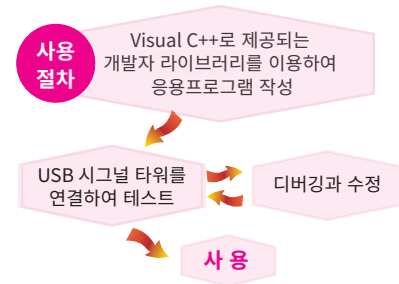 사용
절차
Visual C++로 제공되는
개발자 라이브러리를 이용하여
응용프로그램 작성
USB 시그널 타워를
연결하여 테스트
디버깅과 수정
사 용